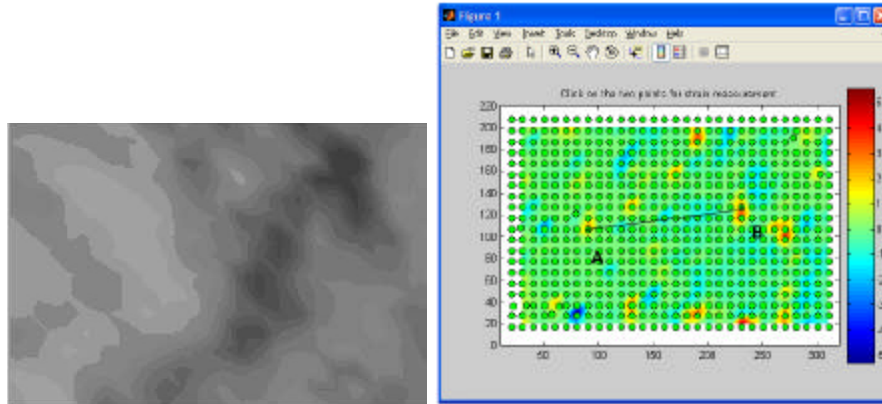 Figure 1
File Edit View Insert Tools Desktop Window Help
Click on the two points for strain measurement
220
200
180
160
140
120
100
80
60
40
20
0
50 100 150 200 250 300
A
B